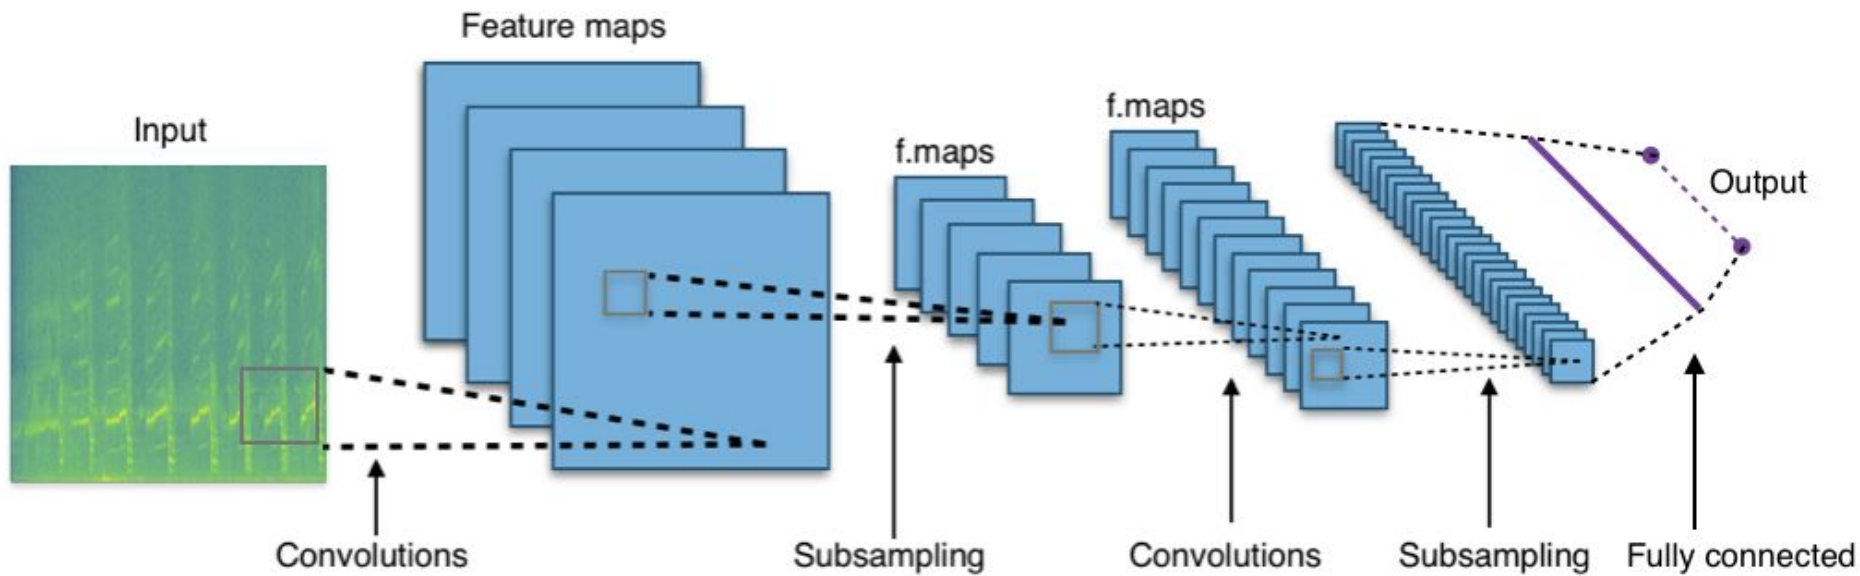 Feature maps
Input
f.maps
f.maps
Output
Convolutions
Subsampling
Convolutions
Subsampling
Fully connected